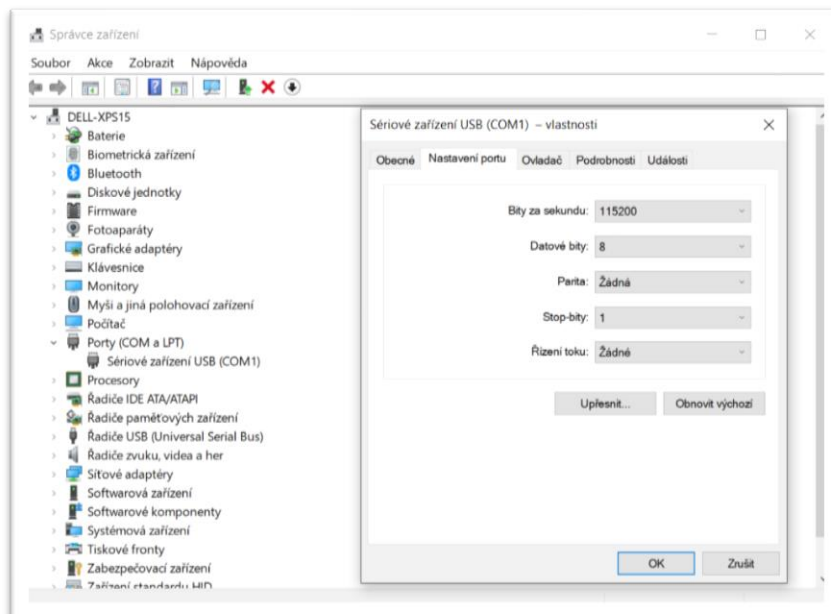 Správce zařízení
Soubor Akce Zobrazit Nápověda
DELL-XPS15
Baterie
Biometrická zařízení
Bluetooth
Diskové jednotky
Firmware
Fotoaparáty
Grafické adaptéry
Klávesnice
Monitory
Myši a jiná polohovací zařízení
Počítač
Porty (COM a LPT)
Sériové zařízení USB (COM1)
Procesory
Řadiče IDE ATA/ATAPI
Řadiče paměťových zařízení
Řadiče USB (Universal Serial Bus)
Řadiče zvuku, videa a her
Síťové adaptéry
Softwarová zařízení
Softwarové komponenty
Systémová zařízení
Tiskové fronty
Zabezpečovací zařízení
Zařízení standardu HID
Sériové zařízení USB (COM1) – vlastnosti
Obecné Nastavení portu Ovladač Podrobnosti Události
Bity za sekundu: 115200
Datové bity: 8
Parita: Žádná
Stop-bity: 1
Řízení toku: Žádné
Upřesnit... Obnovit výchozí
OK Zrušit